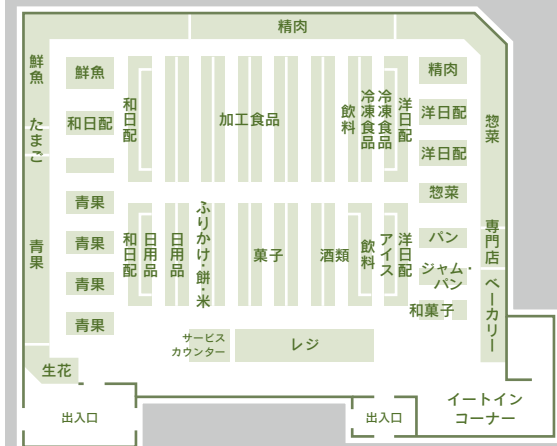 精肉
鮮魚
たまご
青果
鮮魚
和日配
青果
青果
青果
青果
生花
和日配
加工食品
飲料
冷凍食品
冷凍食品
洋日配
精肉
洋日配
洋日配
惣菜
惣菜
専門店
ベーカリー
和日配
日用品
日用品
ふりかけ・餅・米
菓子
酒類
飲料
アイス
洋日配
パン
ジャム・
パン
和菓子
サービス
カウンター
レジ
出入口
出入口
イートイン
コーナー